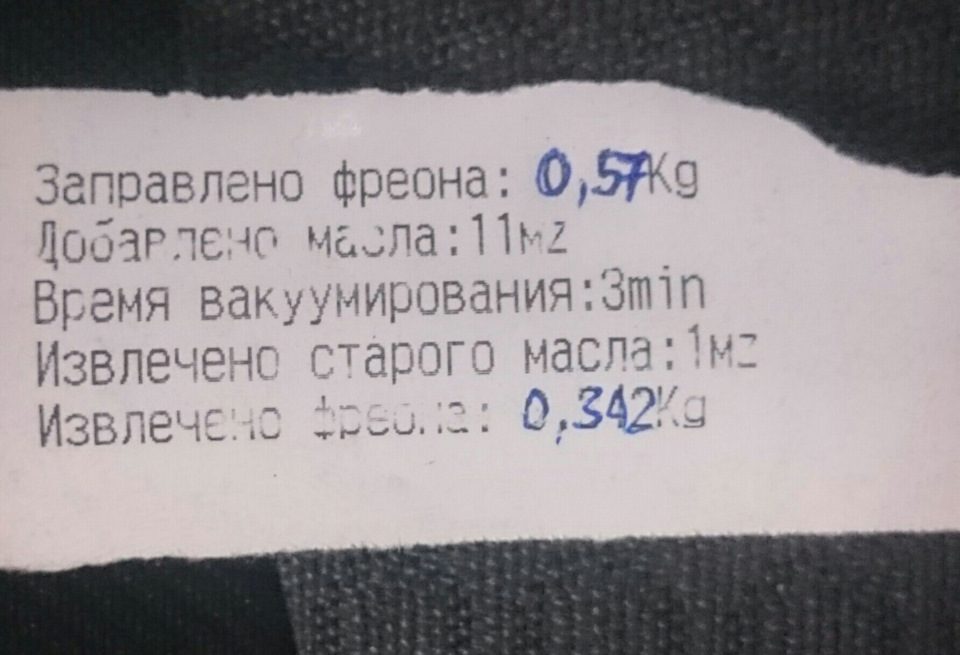 Заправлено фреона: 0,57Kg
Добавлено масла:11мz
Время вакуумирования:3min
Извлечено старого масла:1мz
Извлечено фреона: 0,342Kg